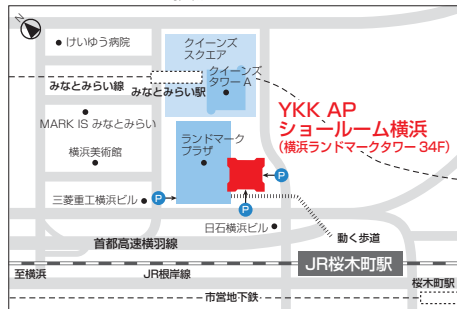 N
けいゆう病院
クイーンズ
スクエア
クイーンズ
タワーA
みなとみらい線
みなとみらい駅
MARK IS みなとみらい
横浜美術館
ランドマーク
プラザ
YKK AP
ショールーム横浜
(横浜ランドマークタワー 34F)
P
P
P
三菱重工横浜ビル
日石横浜ビル
動く歩道
首都高速横羽線
JR桜木町駅
至横浜
JR根岸線
桜木町駅
市営地下鉄